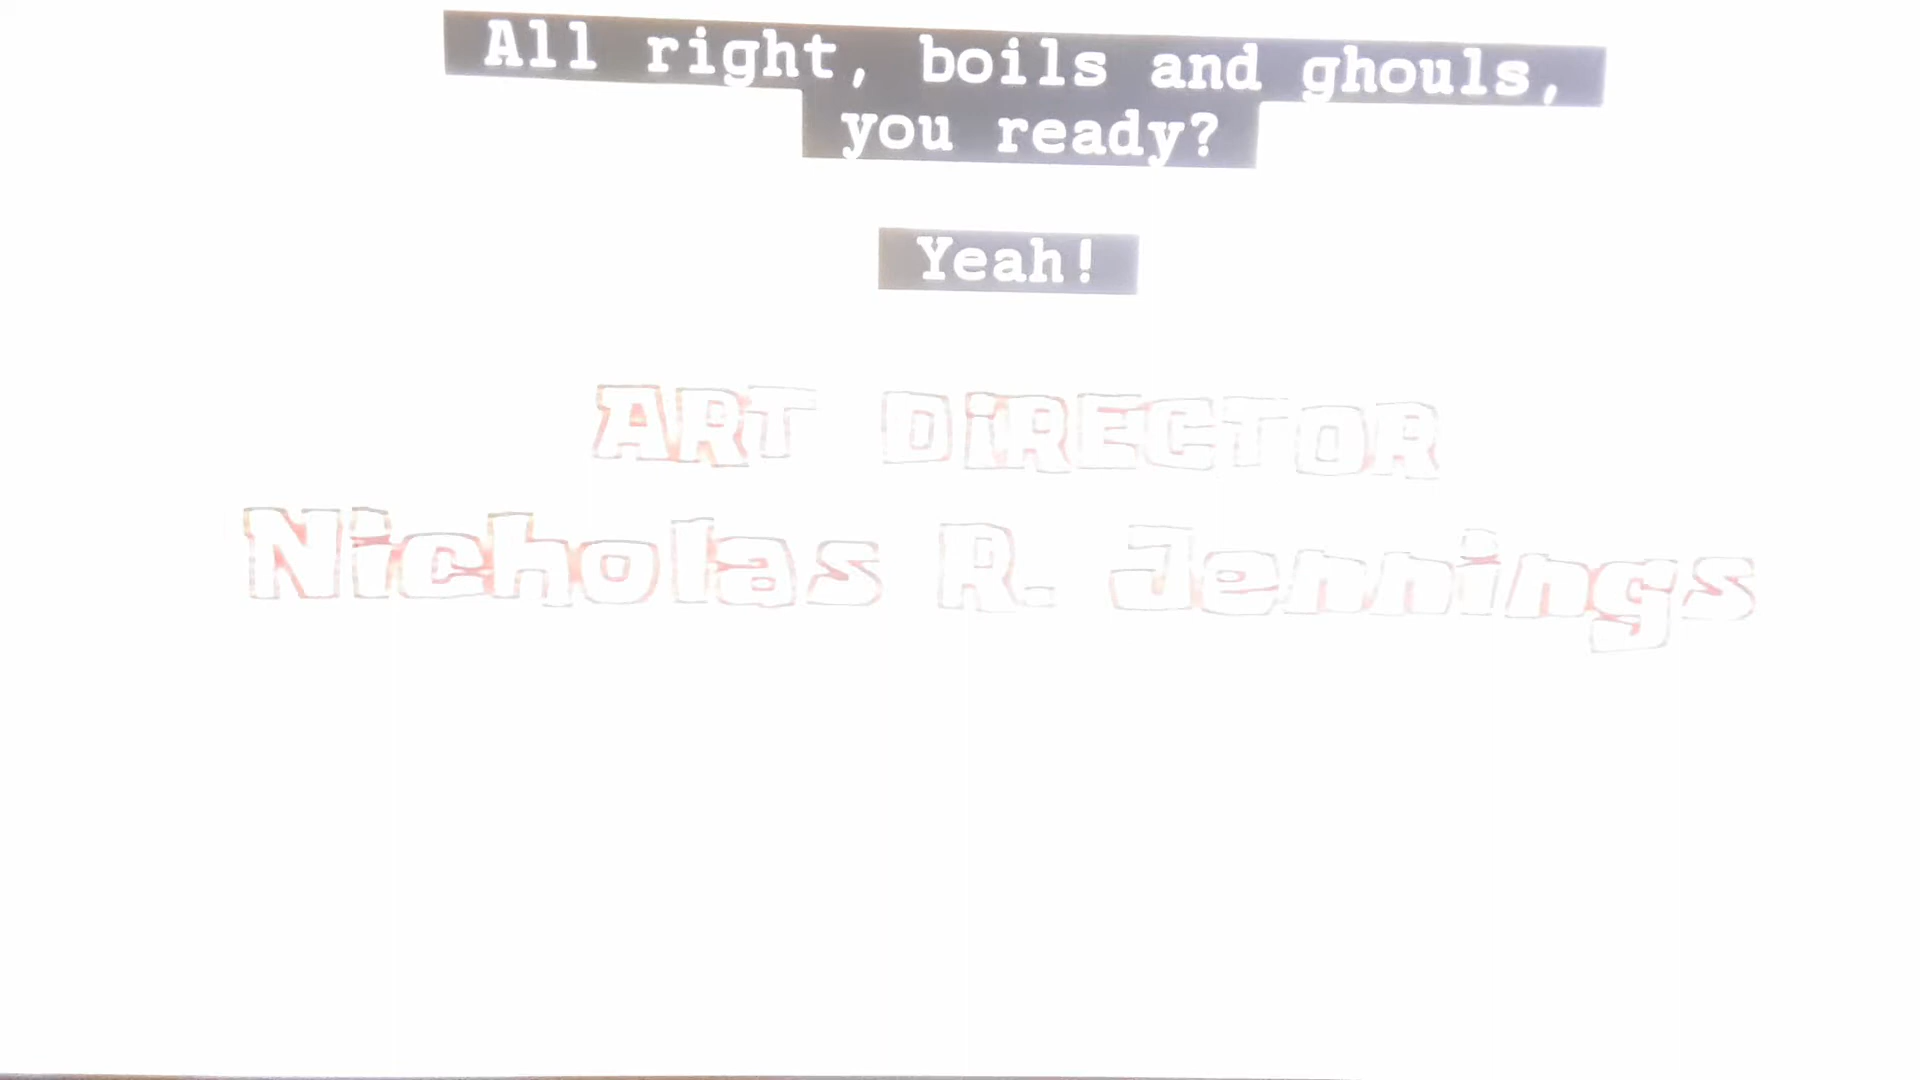 All right, boils and ghouls,
you ready?
Yeah!
ART DiRECTOR
Nicholas R. Jennings